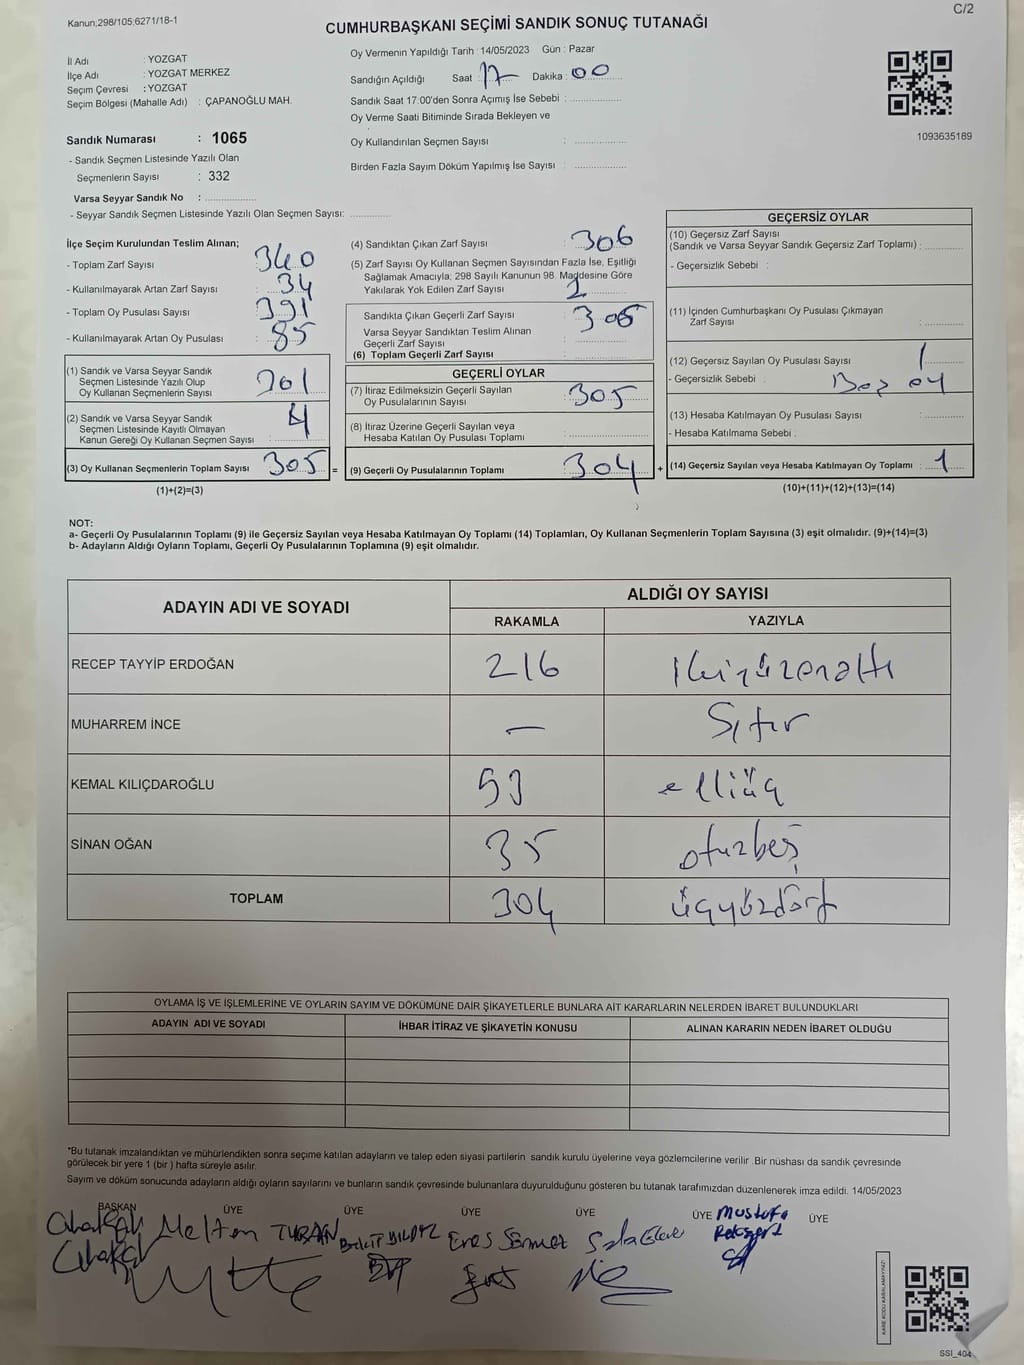 Kanun;298/105;6271/18-1
C/2
CUMHURBAŞKANI SEÇİMİ SANDIK SONUÇ TUTANAĞI
İl Adı : YOZGAT
İlçe Adı : YOZGAT MERKEZ
Seçim Çevresi : YOZGAT
Seçim Bölgesi (Mahalle Adı) : ÇAPANOĞLU MAH.
Sandık Numarası : 1065
- Sandık Seçmen Listesinde Yazılı Olan
Seçmenlerin Sayısı : 332
Varsa Seyyar Sandık No :
- Seyyar Sandık Seçmen Listesinde Yazılı Olan Seçmen Sayısı:
Oy Vermenin Yapıldığı Tarih : 14/05/2023 Gün : Pazar
Sandığın Açıldığı Saat : 17 Dakika : 00
Sandık Saat 17:00'den Sonra Açımış İse Sebebi :
Oy Verme Saati Bitiminde Sırada Bekleyen ve
Oy Kullandırılan Seçmen Sayısı :
Birden Fazla Sayım Döküm Yapılmış İse Sayısı :
1093635189
İlçe Seçim Kurulundan Teslim Alınan;
- Toplam Zarf Sayısı : 340
- Kullanılmayarak Artan Zarf Sayısı : 34
- Toplam Oy Pusulası Sayısı : 391
- Kullanılmayarak Artan Oy Pusulası : 85
(1) Sandık ve Varsa Seyyar Sandık
Seçmen Listesinde Yazılı Olup
Oy Kullanan Seçmenlerin Sayısı 301
(2) Sandık ve Varsa Seyyar Sandık
Seçmen Listesinde Kayıtlı Olmayan
Kanun Gereği Oy Kullanan Seçmen Sayısı : 4
(3) Oy Kullanan Seçmenlerin Toplam Sayısı 305 =
(1)+(2)=(3)
(4) Sandıktan Çıkan Zarf Sayısı : 306
(5) Zarf Sayısı Oy Kullanan Seçmen Sayısından Fazla İse, Eşitliği
Sağlamak Amacıyla, 298 Sayılı Kanunun 98. Maddesine Göre
Yakılarak Yok Edilen Zarf Sayısı 1
Sandıkta Çıkan Geçerli Zarf Sayısı :
Varsa Seyyar Sandıktan Teslim Alınan
Geçerli Zarf Sayısı :
(6) Toplam Geçerli Zarf Sayısı :
GEÇERLİ OYLAR
(7) İtiraz Edilmeksizin Geçerli Sayılan
Oy Pusulalarının Sayısı : 305
(8) İtiraz Üzerine Geçerli Sayılan veya
Hesaba Katılan Oy Pusulası Toplamı :
(9) Geçerli Oy Pusulalarının Toplamı : 304 +
GEÇERSİZ OYLAR
(10) Geçersiz Zarf Sayısı
(Sandık ve Varsa Seyyar Sandık Geçersiz Zarf Toplamı) :
- Geçersizlik Sebebi :
(11) İçinden Cumhurbaşkanı Oy Pusulası Çıkmayan
Zarf Sayısı :
(12) Geçersiz Sayılan Oy Pusulası Sayısı : 1
- Geçersizlik Sebebi : Boş oy
(13) Hesaba Katılmayan Oy Pusulası Sayısı :
- Hesaba Katılmama Sebebi :
(14) Geçersiz Sayılan veya Hesaba Katılmayan Oy Toplamı : 1
(10)+(11)+(12)+(13)=(14)
NOT:
a- Geçerli Oy Pusulalarının Toplamı (9) ile Geçersiz Sayılan veya Hesaba Katılmayan Oy Toplamı (14) Toplamları, Oy Kullanan Seçmenlerin Toplam Sayısına (3) eşit olmalıdır. (9)+(14)=(3)
b- Adayların Aldığı Oyların Toplamı, Geçerli Oy Pusulalarının Toplamına (9) eşit olmalıdır.
ADAYIN ADI VE SOYADI ALDIĞI OY SAYISI
RAKAMLA YAZIYLA
RECEP TAYYİP ERDOĞAN 216 İkiyüzonaltı
MUHARREM İNCE — Sıfır
KEMAL KILIÇDAROĞLU 53 elliüç
SİNAN OĞAN 35 otuzbeş
TOPLAM 304 üçyüzdört
OYLAMA İŞ VE İŞLEMLERİNE VE OYLARIN SAYIM VE DÖKÜMÜNE DAİR ŞİKAYETLERLE BUNLARA AİT KARARLARIN NELERDEN İBARET BULUNDUKLARI
ADAYIN ADI VE SOYADI İHBAR İTİRAZ VE ŞİKAYETİN KONUSU ALINAN KARARIN NEDEN İBARET OLDUĞU
*Bu tutanak imzalandıktan ve mühürlendikten sonra seçime katılan adayların ve talep eden siyasi partilerin sandık kurulu üyelerine veya gözlemcilerine verilir. Bir nüshası da sandık çevresinde
görülecek bir yere 1 (bir ) hafta süreyle asılır.
Sayım ve döküm sonucunda adayların aldığı oyların sayılarını ve bunların sandık çevresinde bulunanlara duyurulduğunu gösteren bu tutanak tarafımızdan düzenlenerek imza edildi. 14/05/2023
BAŞKAN ÜYE ÜYE ÜYE ÜYE ÜYE ÜYE
Meltem TURAN
Mustafa
KARE KODU KARALAMAYINIZ!
SSI_404